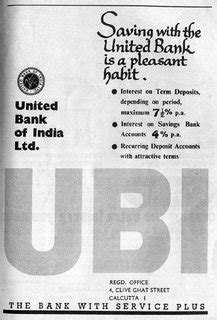 Saving with the
United Bank
is a pleasant
habit.
United
Bank
of India
Ltd.
● Interest on Term Deposits,
depending on period,
maximum 7½% p.a.
● Interest on Savings Bank
Accounts 4% p.a.
● Recurring Deposit Accounts
with attractive terms
UBI
REGD. OFFICE
4, CLIVE GHAT STREET
CALCUTTA 1
THE BANK WITH SERVICE PLUS